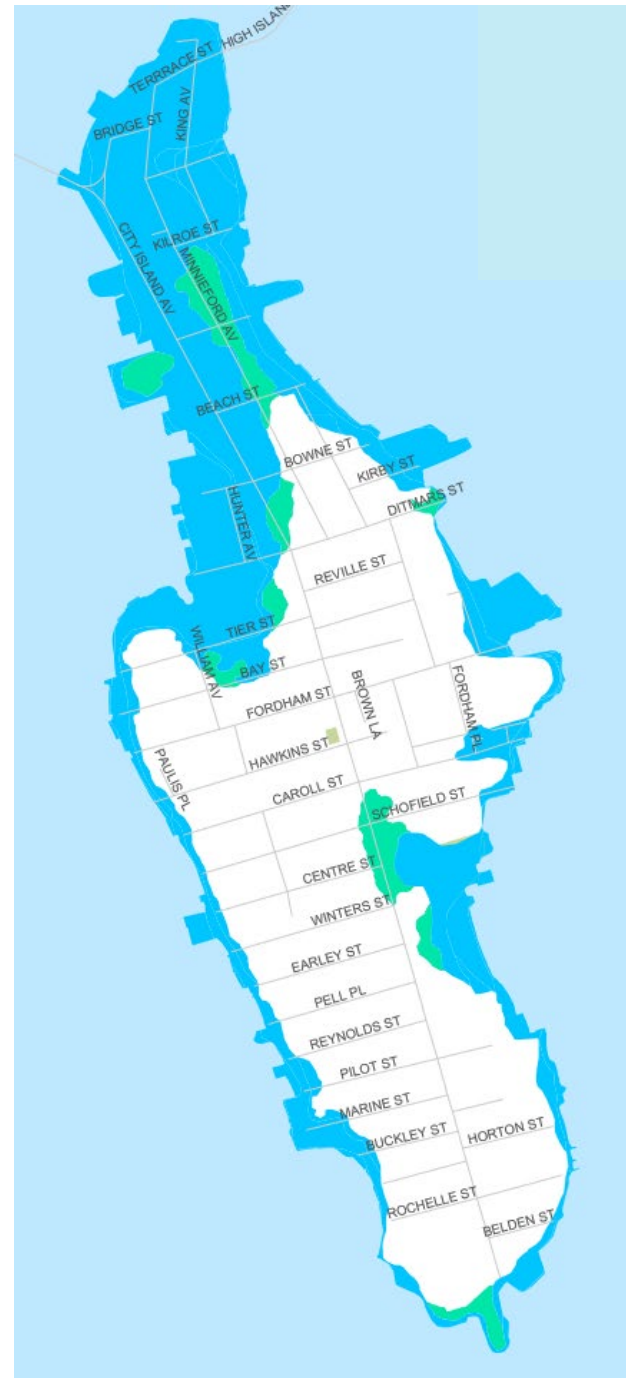 HIGH ISLAND
TERRRACE ST
KING AV
BRIDGE ST
CITY ISLAND AV
KILROE ST
MINNIEFORD AV
BEACH ST
BOWNE ST
KIRBY ST
HUNTER AV
DITMARS ST
REVILLE ST
TIER ST
WILLIAM AV
BAY ST
FORDHAM ST
BROWN LA
FORDHAM PL
HAWKINS ST
PAULIS PL
CAROLL ST
SCHOFIELD ST
CENTRE ST
WINTERS ST
EARLEY ST
PELL PL
REYNOLDS ST
PILOT ST
MARINE ST
BUCKLEY ST
HORTON ST
ROCHELLE ST
BELDEN ST